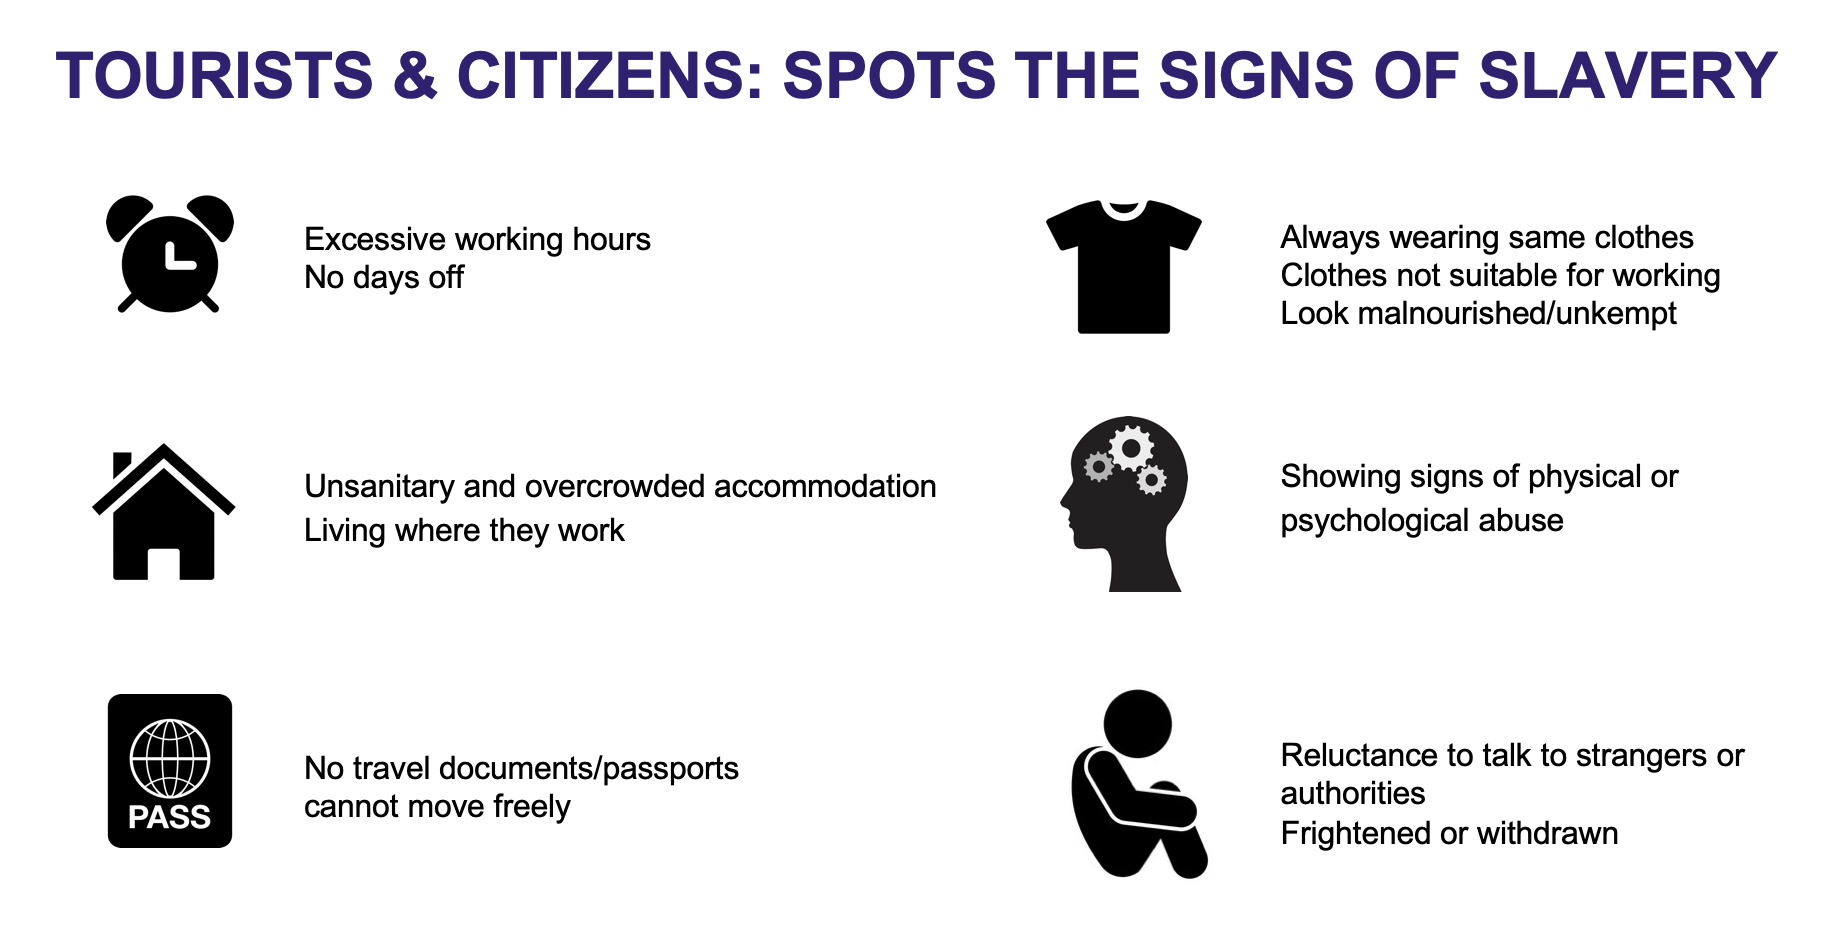 TOURISTS & CITIZENS: SPOTS THE SIGNS OF SLAVERY
Excessive working hours
No days off
Always wearing same clothes
Clothes not suitable for working
Look malnourished/unkempt
Unsanitary and overcrowded accommodation
Living where they work
Showing signs of physical or
psychological abuse
PASS
No travel documents/passports
cannot move freely
Reluctance to talk to strangers or
authorities
Frightened or withdrawn